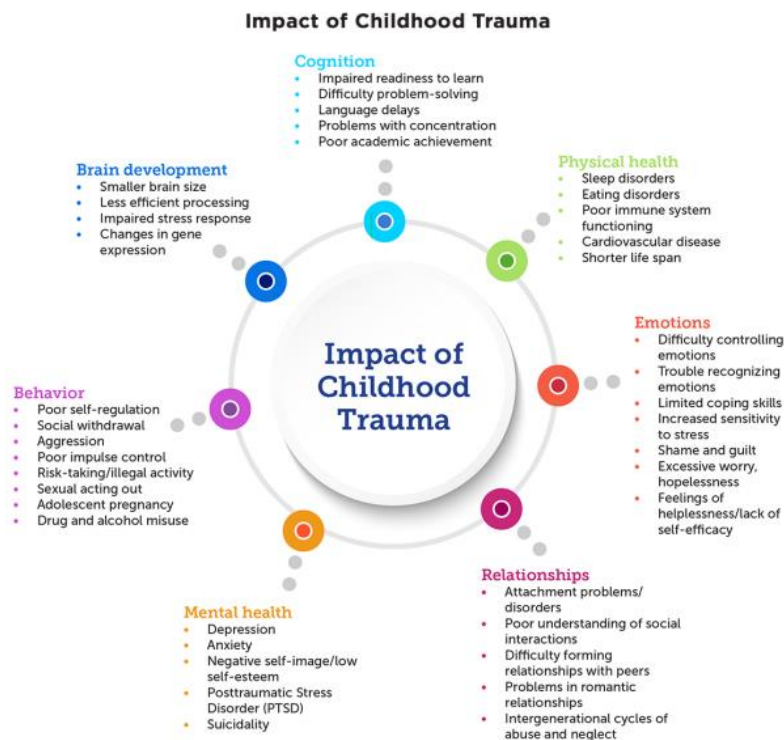 Impact of Childhood Trauma
Cognition
• Impaired readiness to learn
• Difficulty problem-solving
• Language delays
• Problems with concentration
• Poor academic achievement
Physical health
• Sleep disorders
• Eating disorders
• Poor immune system
functioning
• Cardiovascular disease
• Shorter life span
Brain development
• Smaller brain size
• Less efficient processing
• Impaired stress response
• Changes in gene
expression
Emotions
• Difficulty controlling
emotions
• Trouble recognizing
emotions
• Limited coping skills
• Increased sensitivity
to stress
• Shame and guilt
• Excessive worry,
hopelessness
• Feelings of
helplessness/lack of
self-efficacy
Impact of
Childhood
Trauma
Behavior
• Poor self-regulation
• Social withdrawal
• Aggression
• Poor impulse control
• Risk-taking/illegal activity
• Sexual acting out
• Adolescent pregnancy
• Drug and alcohol misuse
Relationships
• Attachment problems/
disorders
• Poor understanding of social
interactions
• Difficulty forming
relationships with peers
• Problems in romantic
relationships
• Intergenerational cycles of
abuse and neglect
Mental health
• Depression
• Anxiety
• Negative self-image/low
self-esteem
• Posttraumatic Stress
Disorder (PTSD)
• Suicidality